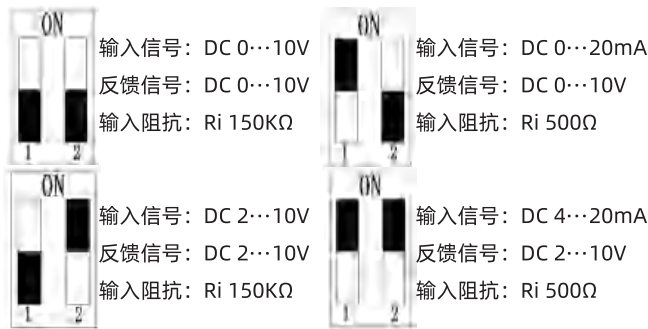 ON
输入信号：DC 0…10V
反馈信号：DC 0…10V
输入阻抗：Ri 150KΩ
1 2
ON
输入信号：DC 0…20mA
反馈信号：DC 0…10V
输入阻抗：Ri 500Ω
1 2
ON
输入信号：DC 2…10V
反馈信号：DC 2…10V
输入阻抗：Ri 150KΩ
1 2
ON
输入信号：DC 4…20mA
反馈信号：DC 2…10V
输入阻抗：Ri 500Ω
1 2